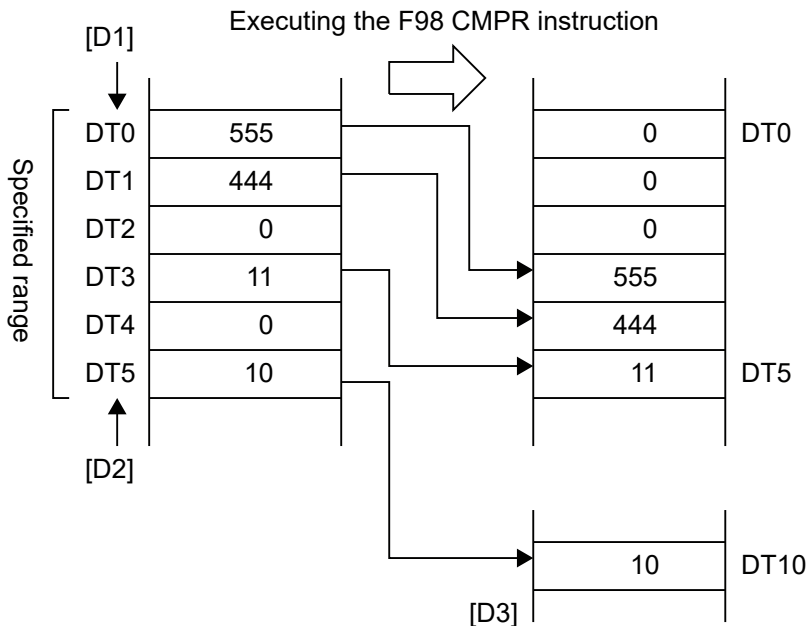 Executing the F98 CMPR instruction
[D1]
DT0 555 0 DT0
DT1 444 0
DT2 0 0
DT3 11 555
DT4 0 444
DT5 10 11 DT5
Specified range
[D2]
10 DT10
[D3]